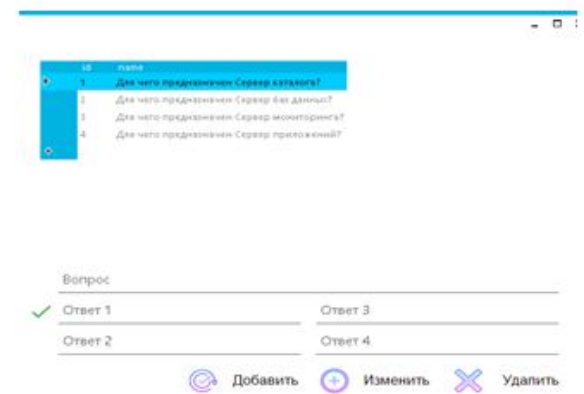 id name
1 Для чего предназначен Сервер каталога?
2 Для чего предназначен Сервер баз данных?
3 Для чего предназначен Сервер мониторинга?
4 Для чего предназначен Сервер приложений?
Вопрос
Ответ 1 Ответ 3
Ответ 2 Ответ 4
Добавить Изменить Удалить